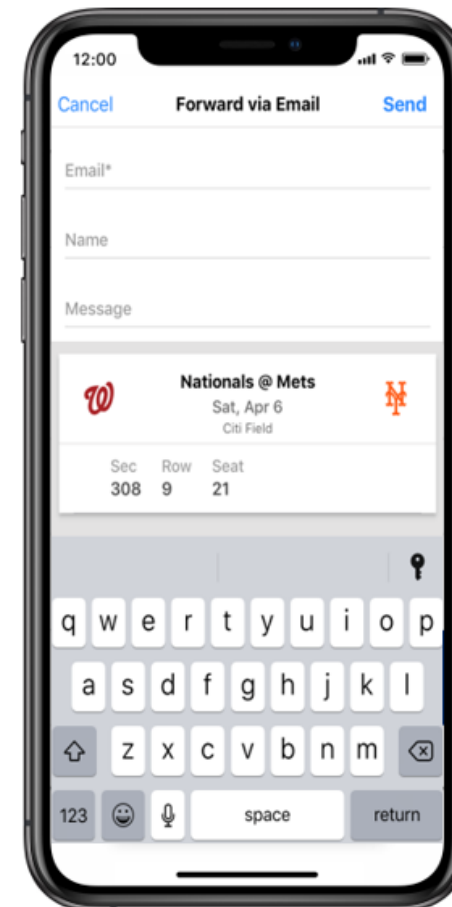 12:00
Cancel Forward via Email Send
Email*
Name
Message
W Nationals @ Mets NY
Sat, Apr 6
Citi Field
Sec Row Seat
308 9 21
q w e r t y u i o p
a s d f g h j k l
z x c v b n m
123 space return